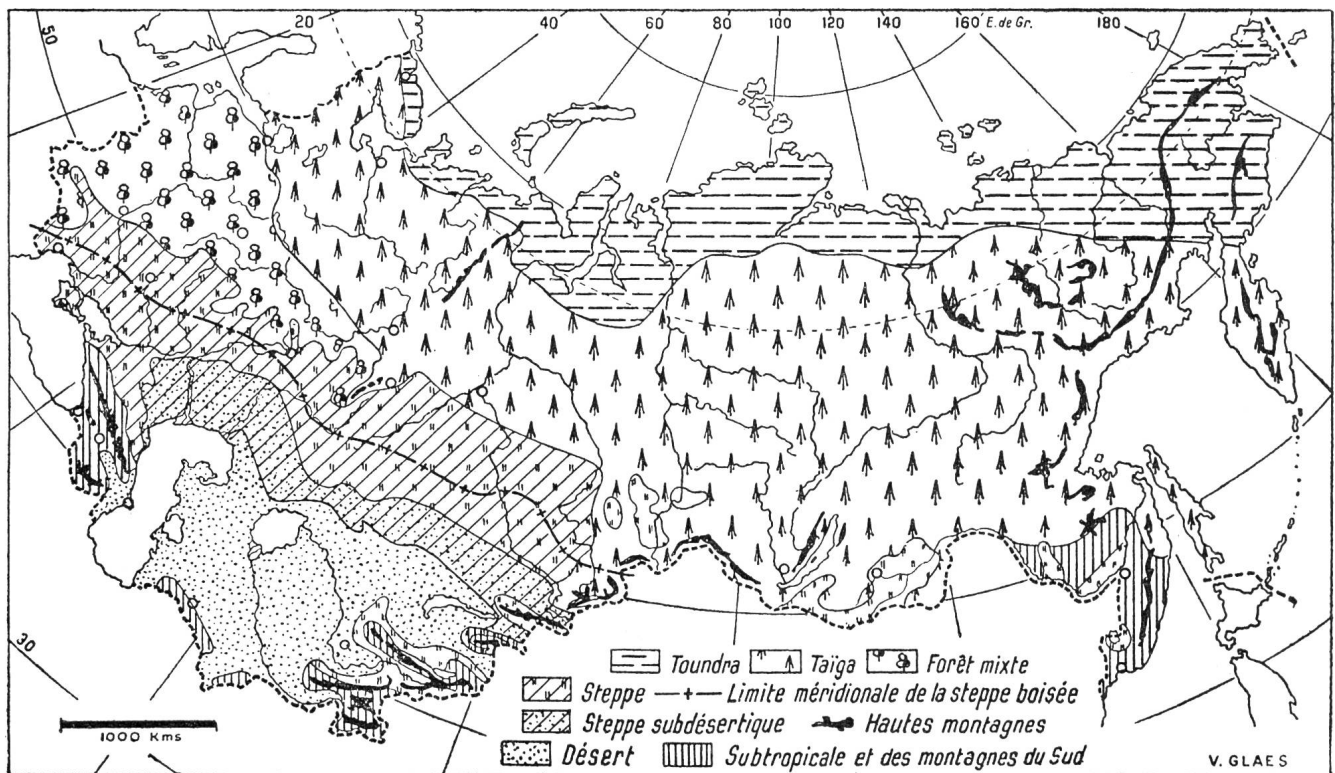 20 40 60 80 100 120 140 160 E. de Gr. 180
50
30
Toundra Taïga Forêt mixte
Steppe Limite méridionale de la steppe boisée
Steppe subdésertique Hautes montagnes
1000 Kms
Désert Subtropicale et des montagnes du Sud
V. GLAES